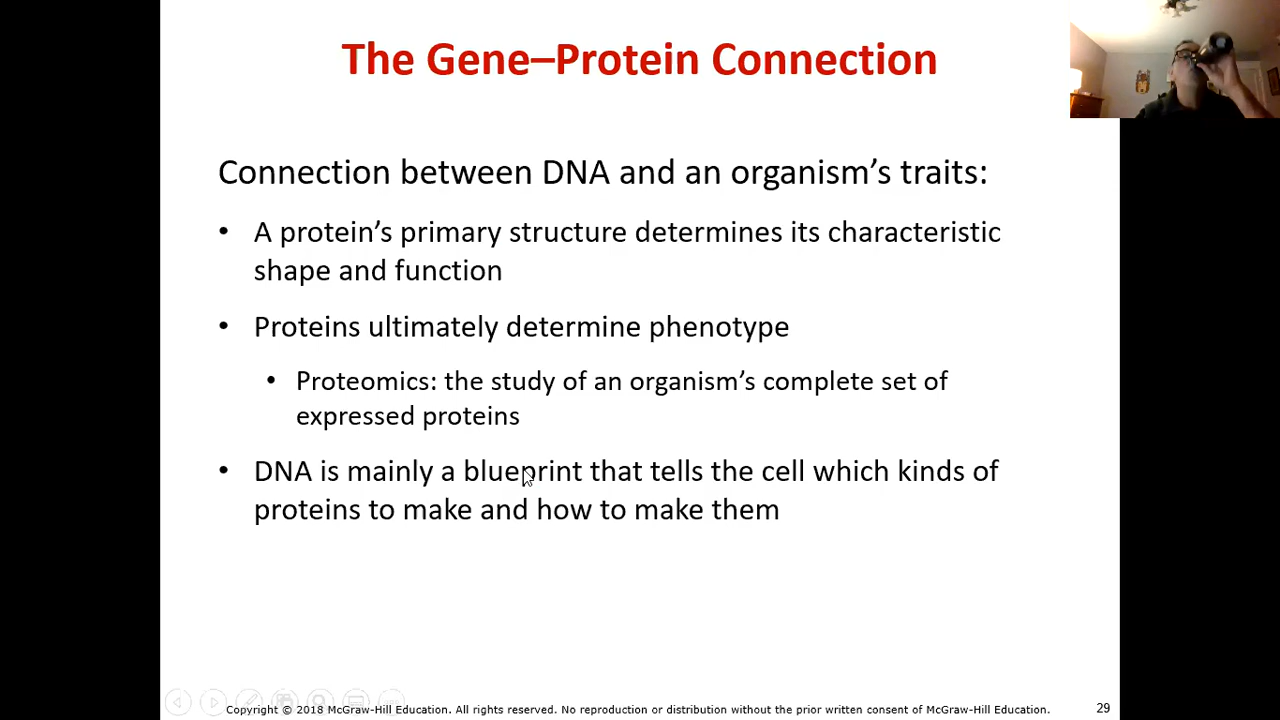 The Gene–Protein Connection
Connection between DNA and an organism’s traits:
• A protein’s primary structure determines its characteristic
shape and function
• Proteins ultimately determine phenotype
• Proteomics: the study of an organism’s complete set of
expressed proteins
• DNA is mainly a blueprint that tells the cell which kinds of
proteins to make and how to make them
Copyright © 2018 McGraw-Hill Education. All rights reserved. No reproduction or distribution without the prior written consent of McGraw-Hill Education.
29